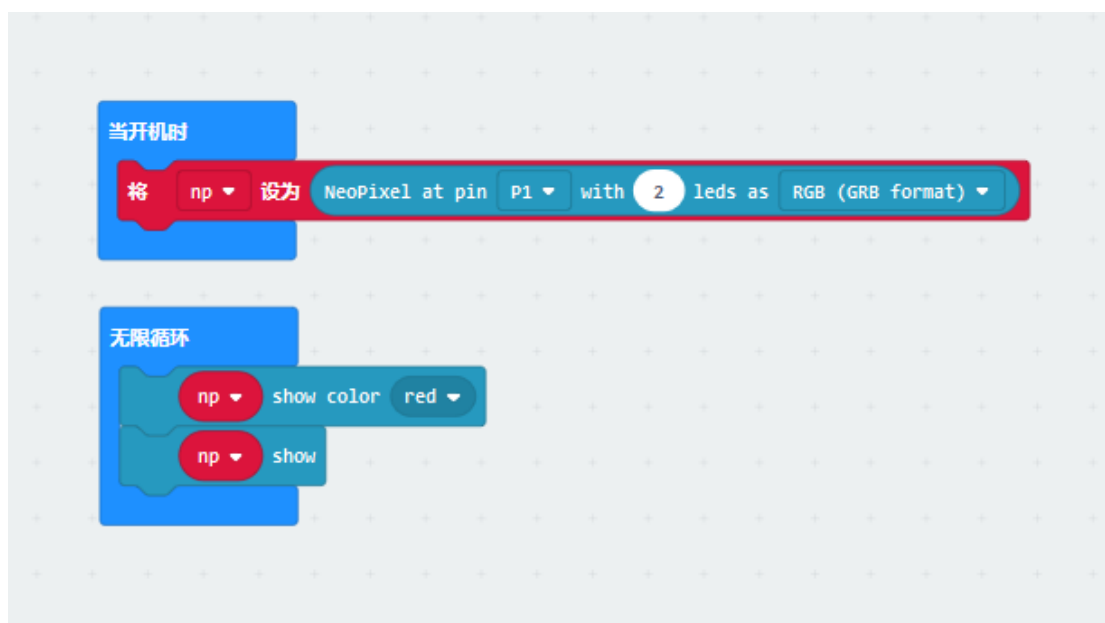 当开机时
将 np 设为 NeoPixel at pin P1 with 2 leds as RGB (GRB format)
无限循环
np show color red
np show